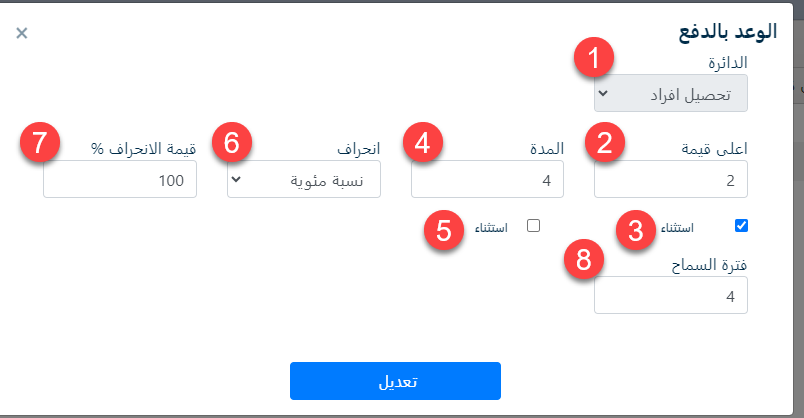 الوعد بالدفع ×
الدائرة
1
تحصيل افراد
اعلى قيمة 2 المدة 4 انحراف 6 قيمة الانحراف % 7
2 4 نسبة مئوية 100
استثناء 3 استثناء 5
فترة السماح 8
4
تعديل